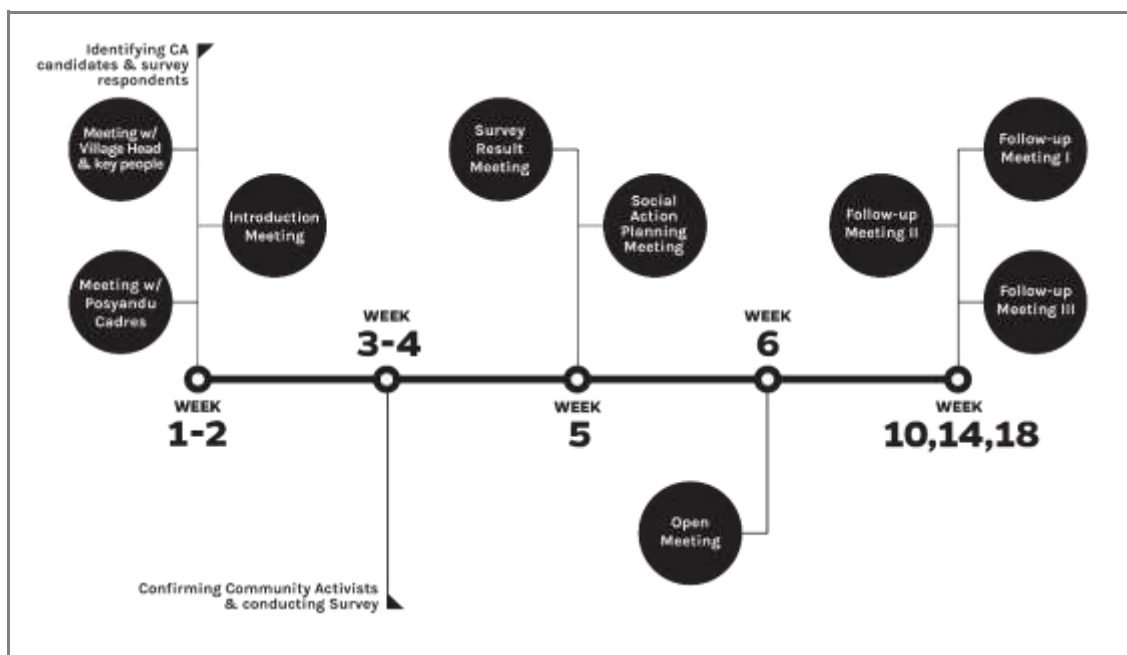 Identifying CA
candidates & survey
respondents
Meeting w/
Village Head
& key people
Introduction
Meeting
Meeting w/
Posyandu
Cadres
WEEK
1-2
WEEK
3-4
Confirming Community Activists
& conducting Survey
Survey
Result
Meeting
Social
Action
Planning
Meeting
WEEK
5
WEEK
6
Open
Meeting
Follow-up
Meeting I
Follow-up
Meeting II
Follow-up
Meeting III
WEEK
10,14,18